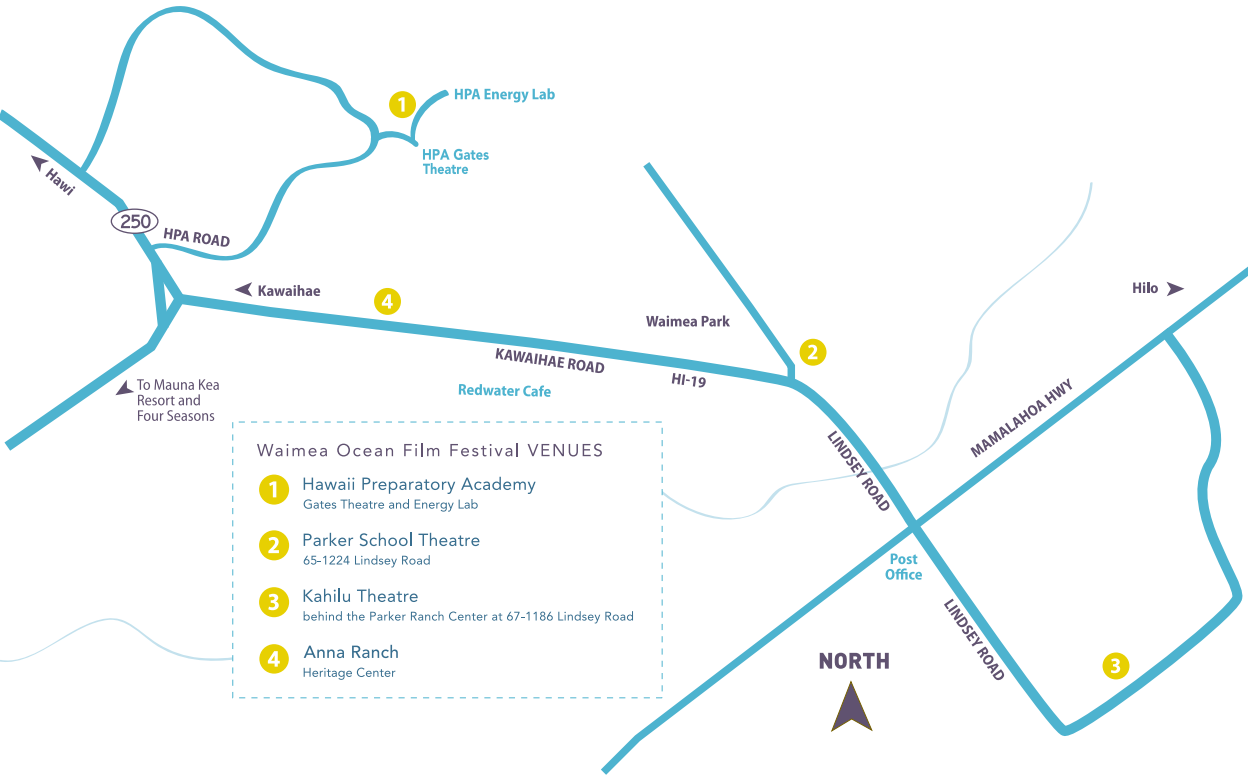 1
HPA Energy Lab
HPA Gates
Theatre
Hawi
250
HPA ROAD
Kawaihae
4
Hilo
Waimea Park
2
KAWAIHAE ROAD
HI-19
To Mauna Kea
Resort and
Four Seasons
Redwater Cafe
MAMALAHOA HWY
LINDSEY ROAD
Waimea Ocean Film Festival VENUES
1
Hawaii Preparatory Academy
Gates Theatre and Energy Lab
2
Parker School Theatre
65-1224 Lindsey Road
3
Kahilu Theatre
behind the Parker Ranch Center at 67-1186 Lindsey Road
4
Anna Ranch
Heritage Center
Post
Office
LINDSEY ROAD
NORTH
3